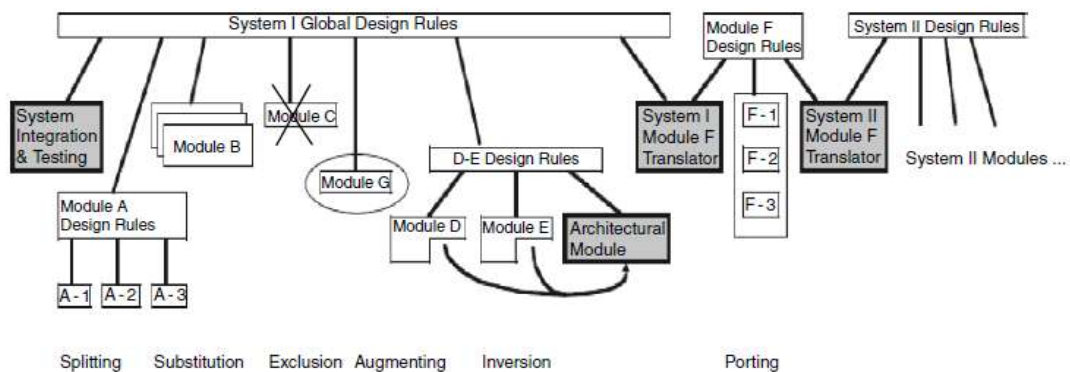 System I Global Design Rules
Module F
Design Rules
System II Design Rules
System
Integration
& Testing
Module B
Module C
Module G
D-E Design Rules
System I
Module F
Translator
F-1
F-2
F-3
System II
Module F
Translator
System II Modules ...
Module A
Design Rules
Module D
Module E
Architectural
Module
A-1
A-2
A-3
Splitting
Substitution
Exclusion
Augmenting
Inversion
Porting